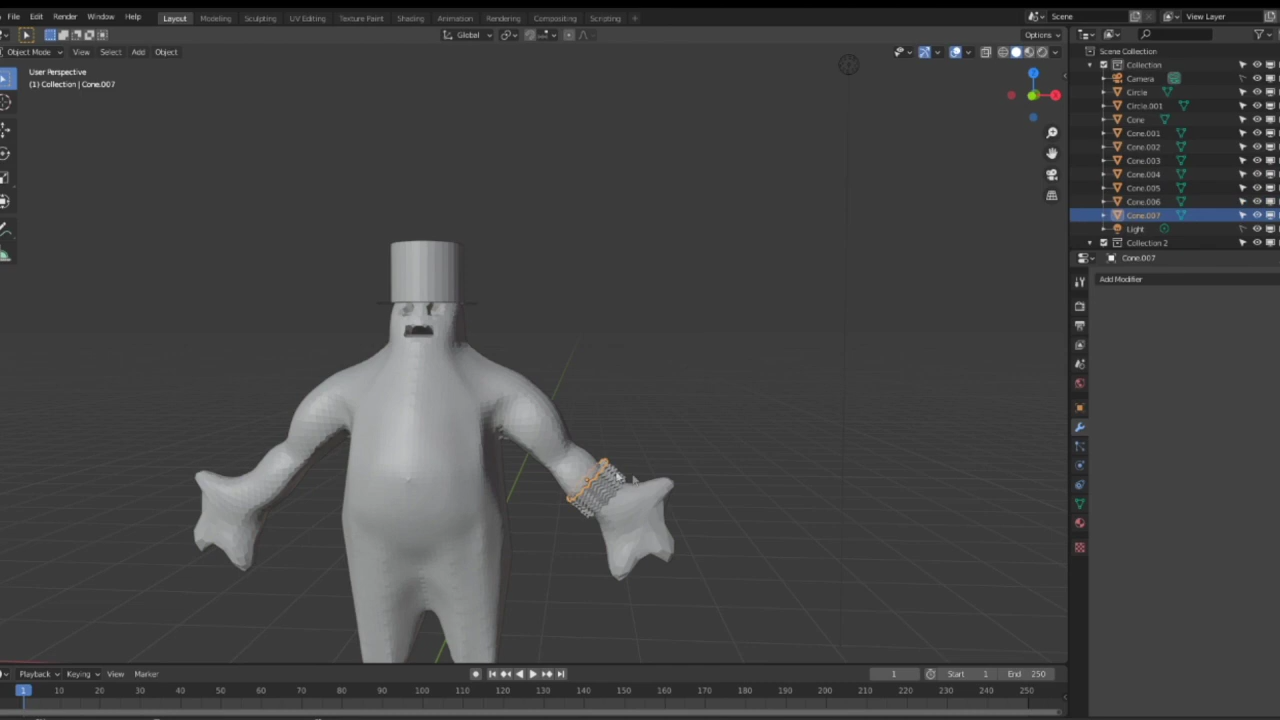 File Edit Render Window Help Layout Modeling Sculpting UV Editing Texture Paint Shading Animation Rendering Compositing Scripting + Scene View Layer
Global Options
Object Mode View Select Add Object
User Perspective
(1) Collection | Cone.007
Z
X
Scene Collection
Collection
Camera
Circle
Circle.001
Cone
Cone.001
Cone.002
Cone.003
Cone.004
Cone.005
Cone.006
Cone.007
Light
Collection 2
Cone.007
Add Modifier
Playback Keying View Marker 1 Start 1 End 250
1 10 20 30 40 50 60 70 80 90 100 110 120 130 140 150 160 170 180 190 200 210 220 230 240 250